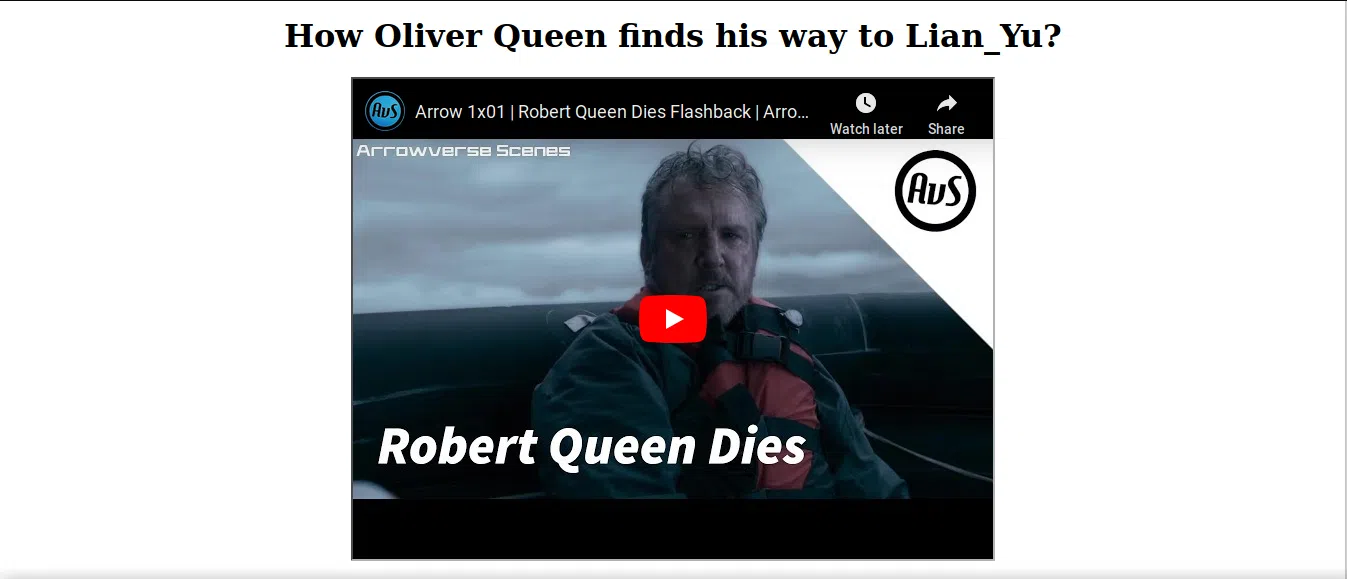 How Oliver Queen finds his way to Lian_Yu?
AvS
Arrow 1x01 | Robert Queen Dies Flashback | Arro...
Watch later
Share
Arrowverse Scenes
AvS
Robert Queen Dies